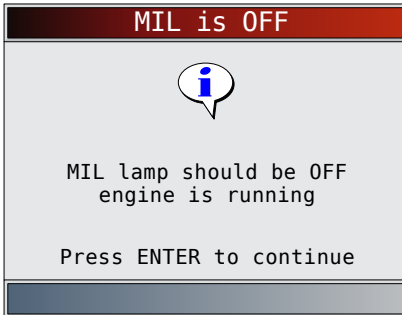 MIL is OFF
i
MIL lamp should be OFF
engine is running
Press ENTER to continue